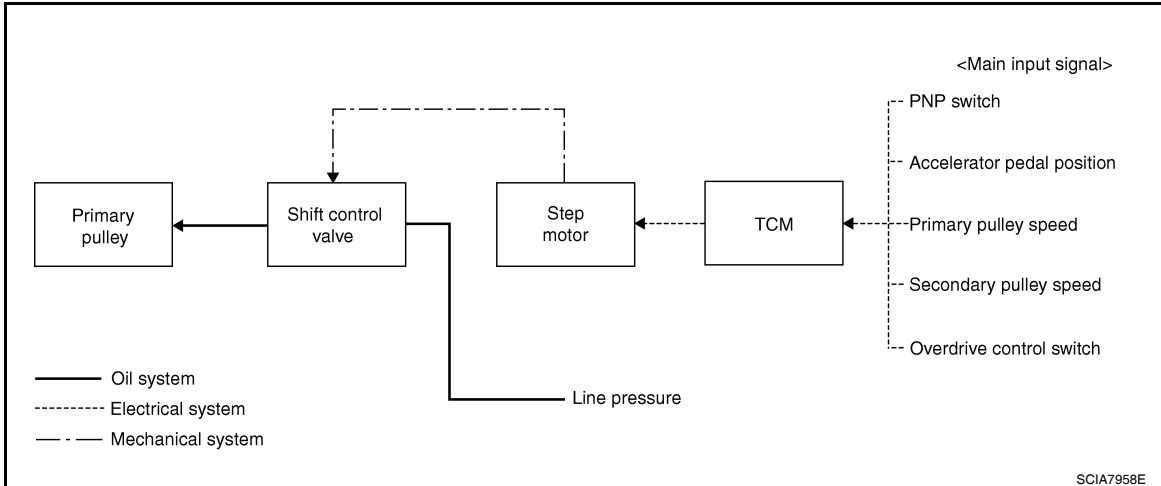 <Main input signal>
PNP switch
Accelerator pedal position
Primary pulley speed
Secondary pulley speed
Overdrive control switch
Primary
pulley
Shift control
valve
Step
motor
TCM
Line pressure
Oil system
Electrical system
Mechanical system
SCIA7958E